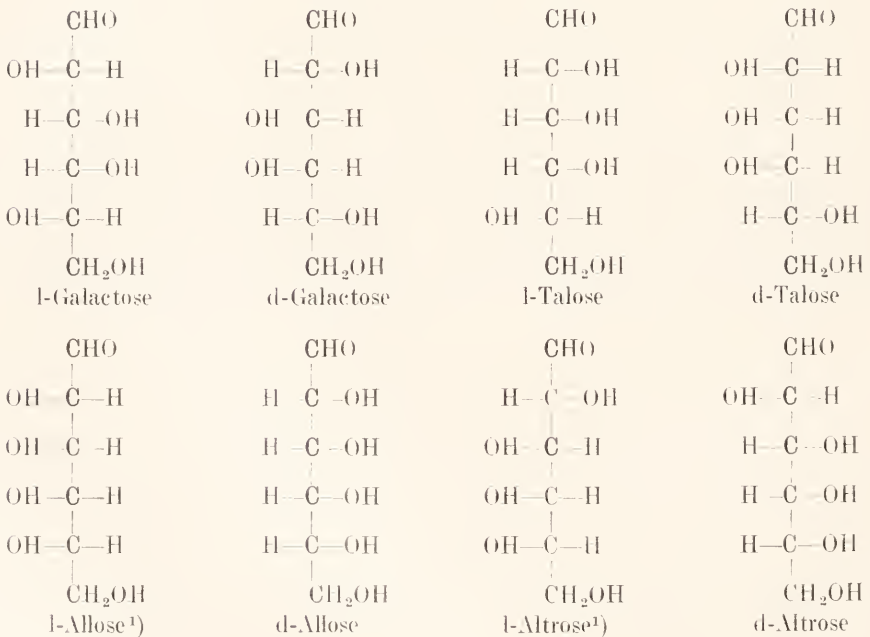 CHO CHO CHO CHO
OH—C—H H—C—OH H—C—OH OH—C—H
H—C—OH OH—C—H H—C—OH OH—C—H
H—C—OH OH—C—H H—C—OH OH—C—H
OH—C—H H—C—OH OH—C—H H—C—OH
CH₂OH CH₂OH CH₂OH CH₂OH
l-Galactose d-Galactose l-Talose d-Talose
CHO CHO CHO CHO
OH—C—H H—C—OH H—C—OH OH—C—H
OH—C—H H—C—OH OH—C—H H—C—OH
OH—C—H H—C—OH OH—C—H H—C—OH
OH—C—H H—C—OH OH—C—H H—C—OH
CH₂OH CH₂OH CH₂OH CH₂OH
l-Allose¹) d-Allose l-Altrose¹) d-Altrose